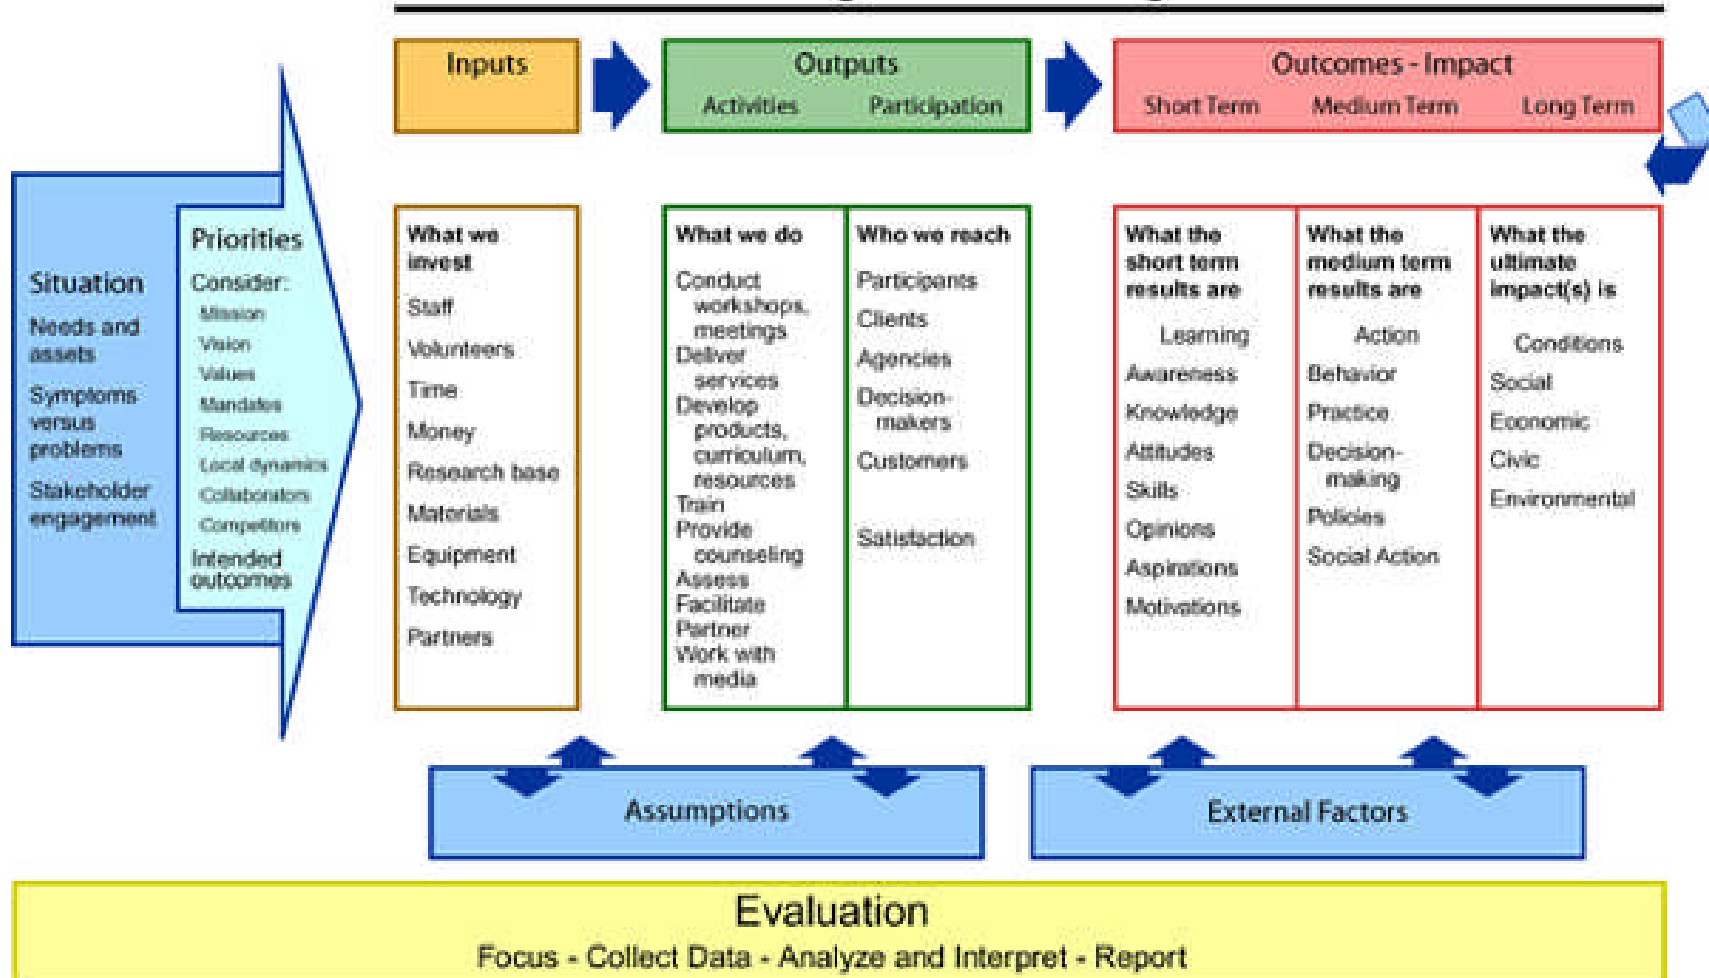 Inputs
Outputs
Activities Participation
Outcomes - Impact
Short Term Medium Term Long Term
Situation
Needs and
assets
Symptoms
versus
problems
Stakeholder
engagement
Priorities
Consider:
Mission
Vision
Values
Mandates
Resources
Local dynamics
Collaborators
Competitors
Intended
outcomes
What we
invest
Staff
Volunteers
Time
Money
Research base
Materials
Equipment
Technology
Partners
What we do
Conduct
workshops,
meetings
Deliver
services
Develop
products,
curriculum,
resources
Train
Provide
counseling
Assess
Facilitate
Partner
Work with
media
Who we reach
Participants
Clients
Agencies
Decision-
makers
Customers
Satisfaction
What the
short term
results are
Learning
Awareness
Knowledge
Attitudes
Skills
Opinions
Aspirations
Motivations
What the
medium term
results are
Action
Behavior
Practice
Decision-
making
Policies
Social Action
What the
ultimate
impact(s) is
Conditions
Social
Economic
Civic
Environmental
Assumptions
External Factors
Evaluation
Focus - Collect Data - Analyze and Interpret - Report